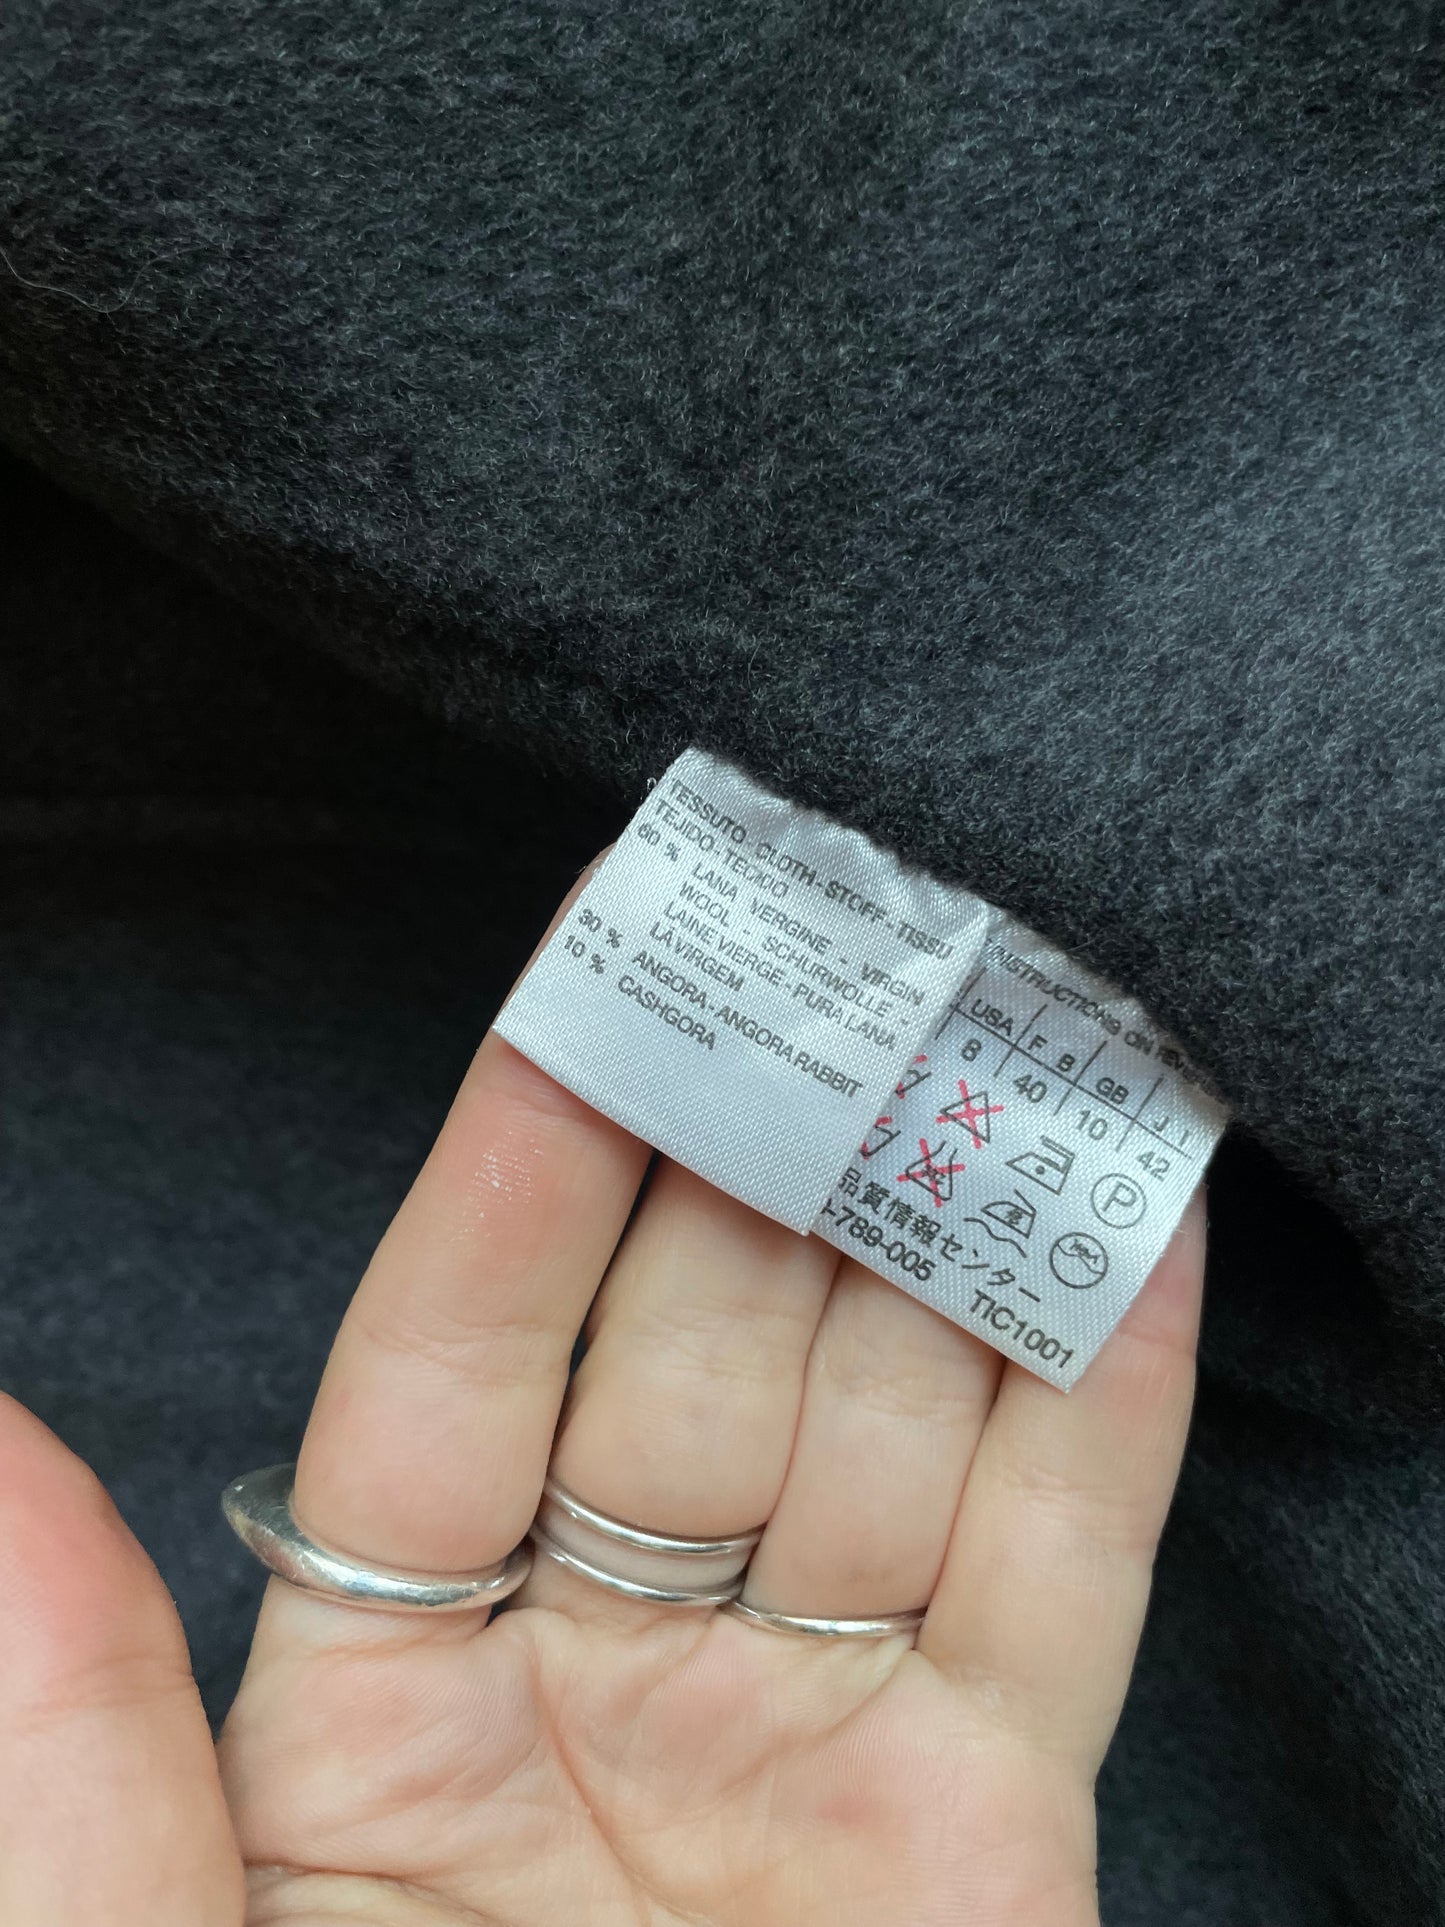 TESSUTO - CLOTH - STOFF - TISSU
TEJIDO - TECIDO
60 % LANA VERGINE - VIRGIN
WOOL - SCHURWOLLE -
LAINE VIERGE - PURA LANA
LA VIRGEM
30 % ANGORA - ANGORA RABBIT
10 % CASHGORA
INSTRUCTIONS ON
USA F B GB J I
8 40 10 42
P
品質情報センター
-789-005
TIC1001